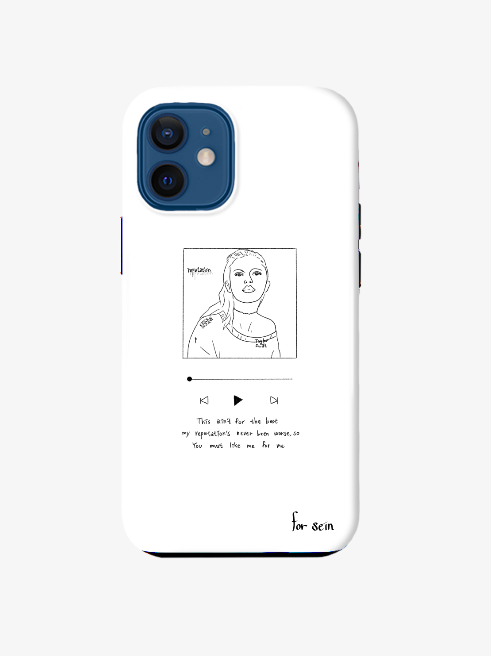 reputation
Taylor
This ain't for the best
my reputation's never been worse, so
You must like me for me
for sein